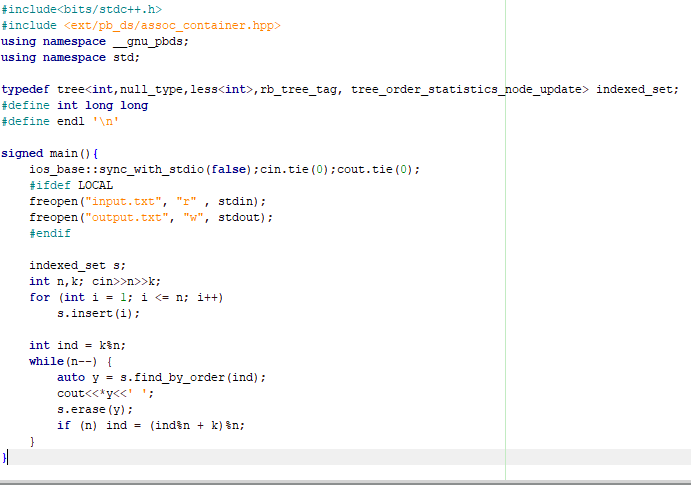 #include<bits/stdc++.h>
#include <ext/pb_ds/assoc_container.hpp>
using namespace __gnu_pbds;
using namespace std;
typedef tree<int,null_type,less<int>,rb_tree_tag, tree_order_statistics_node_update> indexed_set;
#define int long long
#define endl '\n'
signed main(){
    ios_base::sync_with_stdio(false);cin.tie(0);cout.tie(0);
    #ifdef LOCAL
    freopen("input.txt", "r" , stdin);
    freopen("output.txt", "w", stdout);
    #endif
    indexed_set s;
    int n,k; cin>>n>>k;
    for (int i = 1; i <= n; i++)
        s.insert(i);
    int ind = k%n;
    while(n--) {
        auto y = s.find_by_order(ind);
        cout<<*y<<' ';
        s.erase(y);
        if (n) ind = (ind%n + k)%n;
    }
}